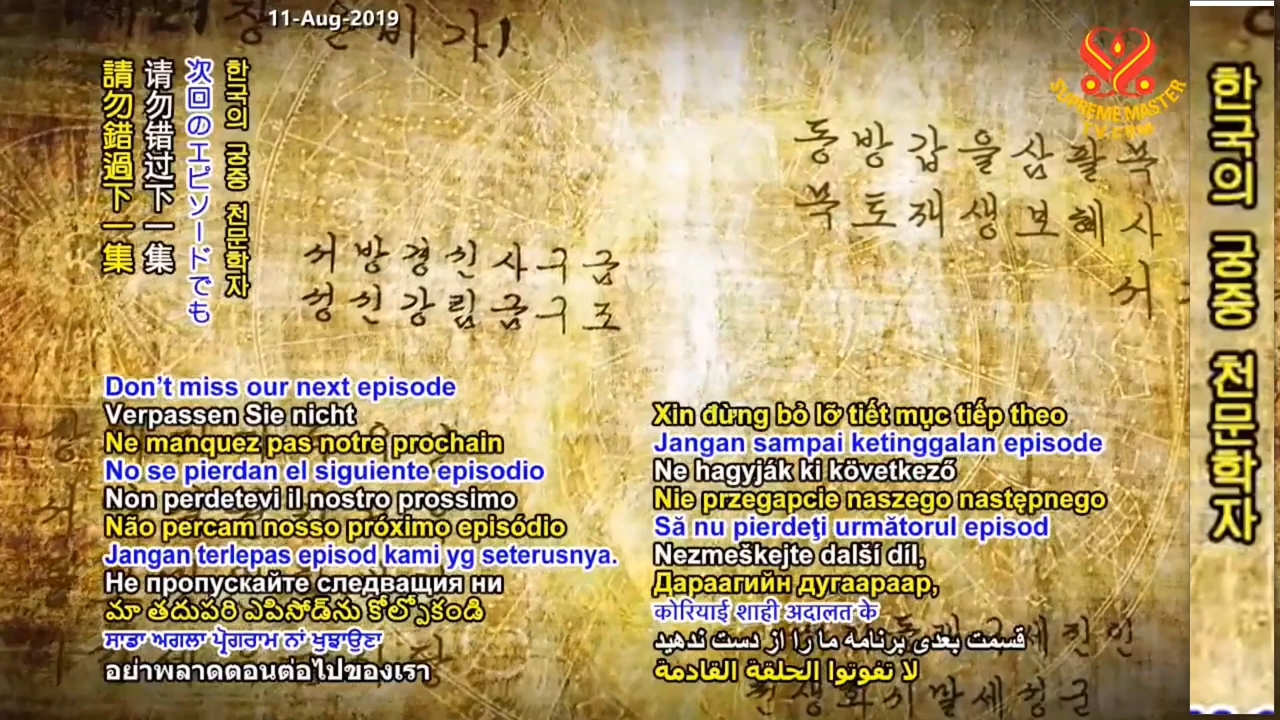 11-Aug-2019
SUPREME MASTER
TV.COM
한국의 궁중 천문학자
次回のエピソードでも
请勿错过下一集
請勿錯過下一集
한국의 궁중 천문학자
동방갑을삼팔목
목토재생보혜사
서방경신사구금
성신강림금구조
Don’t miss our next episode
Verpassen Sie nicht
Ne manquez pas notre prochain
No se pierdan el siguiente episodio
Non perdetevi il nostro prossimo
Não percam nosso próximo episódio
Jangan terlepas episod kami yg seterusnya.
Не пропускайте следващия ни
మా తదుపరి ఎపిసోడ్‌ను కోల్పోకండి
ਸਾਡਾ ਅਗਲਾ ਪ੍ਰੋਗਰਾਮ ਨਾਂ ਖੁਝਾਉਣਾ
อย่าพลาดตอนต่อไปของเรา
Xin đừng bỏ lỡ tiết mục tiếp theo
Jangan sampai ketinggalan episode
Ne hagyják ki következő
Nie przegapcie naszego następnego
Să nu pierdeţi următorul episod
Nezmeškejte další díl,
Дараагийн дугаараар,
कोरियाई शाही अदालत के
قسمت بعدی برنامه ما را از دست ندهید
لا تفوتوا الحلقة القادمة